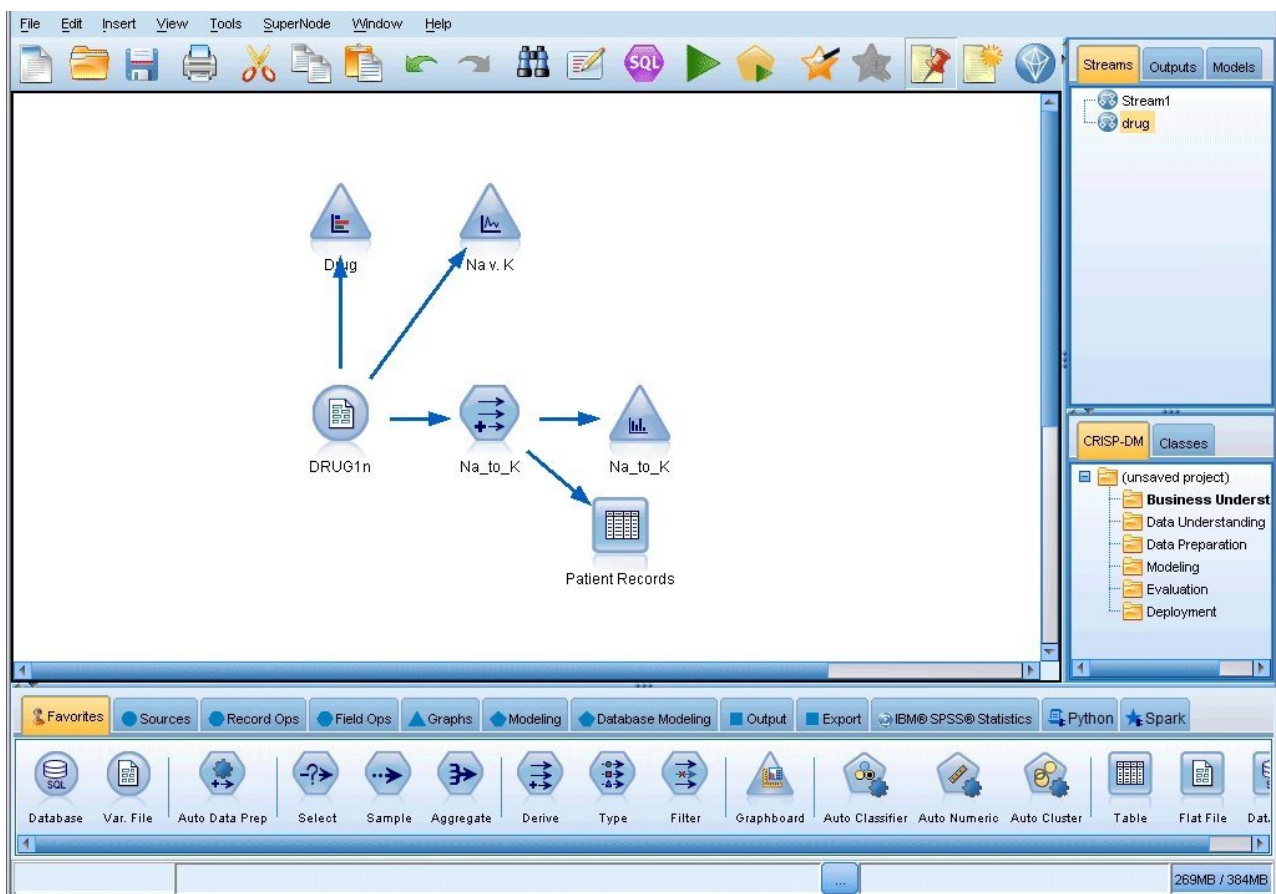 File Edit Insert View Tools SuperNode Window Help
SQL
Streams Outputs Models
Stream1
drug
Drug Na v. K
DRUG1n Na_to_K Na_to_K
Patient Records
CRISP-DM Classes
(unsaved project)
Business Underst
Data Understanding
Data Preparation
Modeling
Evaluation
Deployment
Favorites Sources Record Ops Field Ops Graphs Modeling Database Modeling Output Export IBM® SPSS® Statistics Python Spark
SQL
Database Var. File Auto Data Prep Select Sample Aggregate Derive Type Filter Graphboard Auto Classifier Auto Numeric Auto Cluster Table Flat File Dat
... 269MB / 384MB